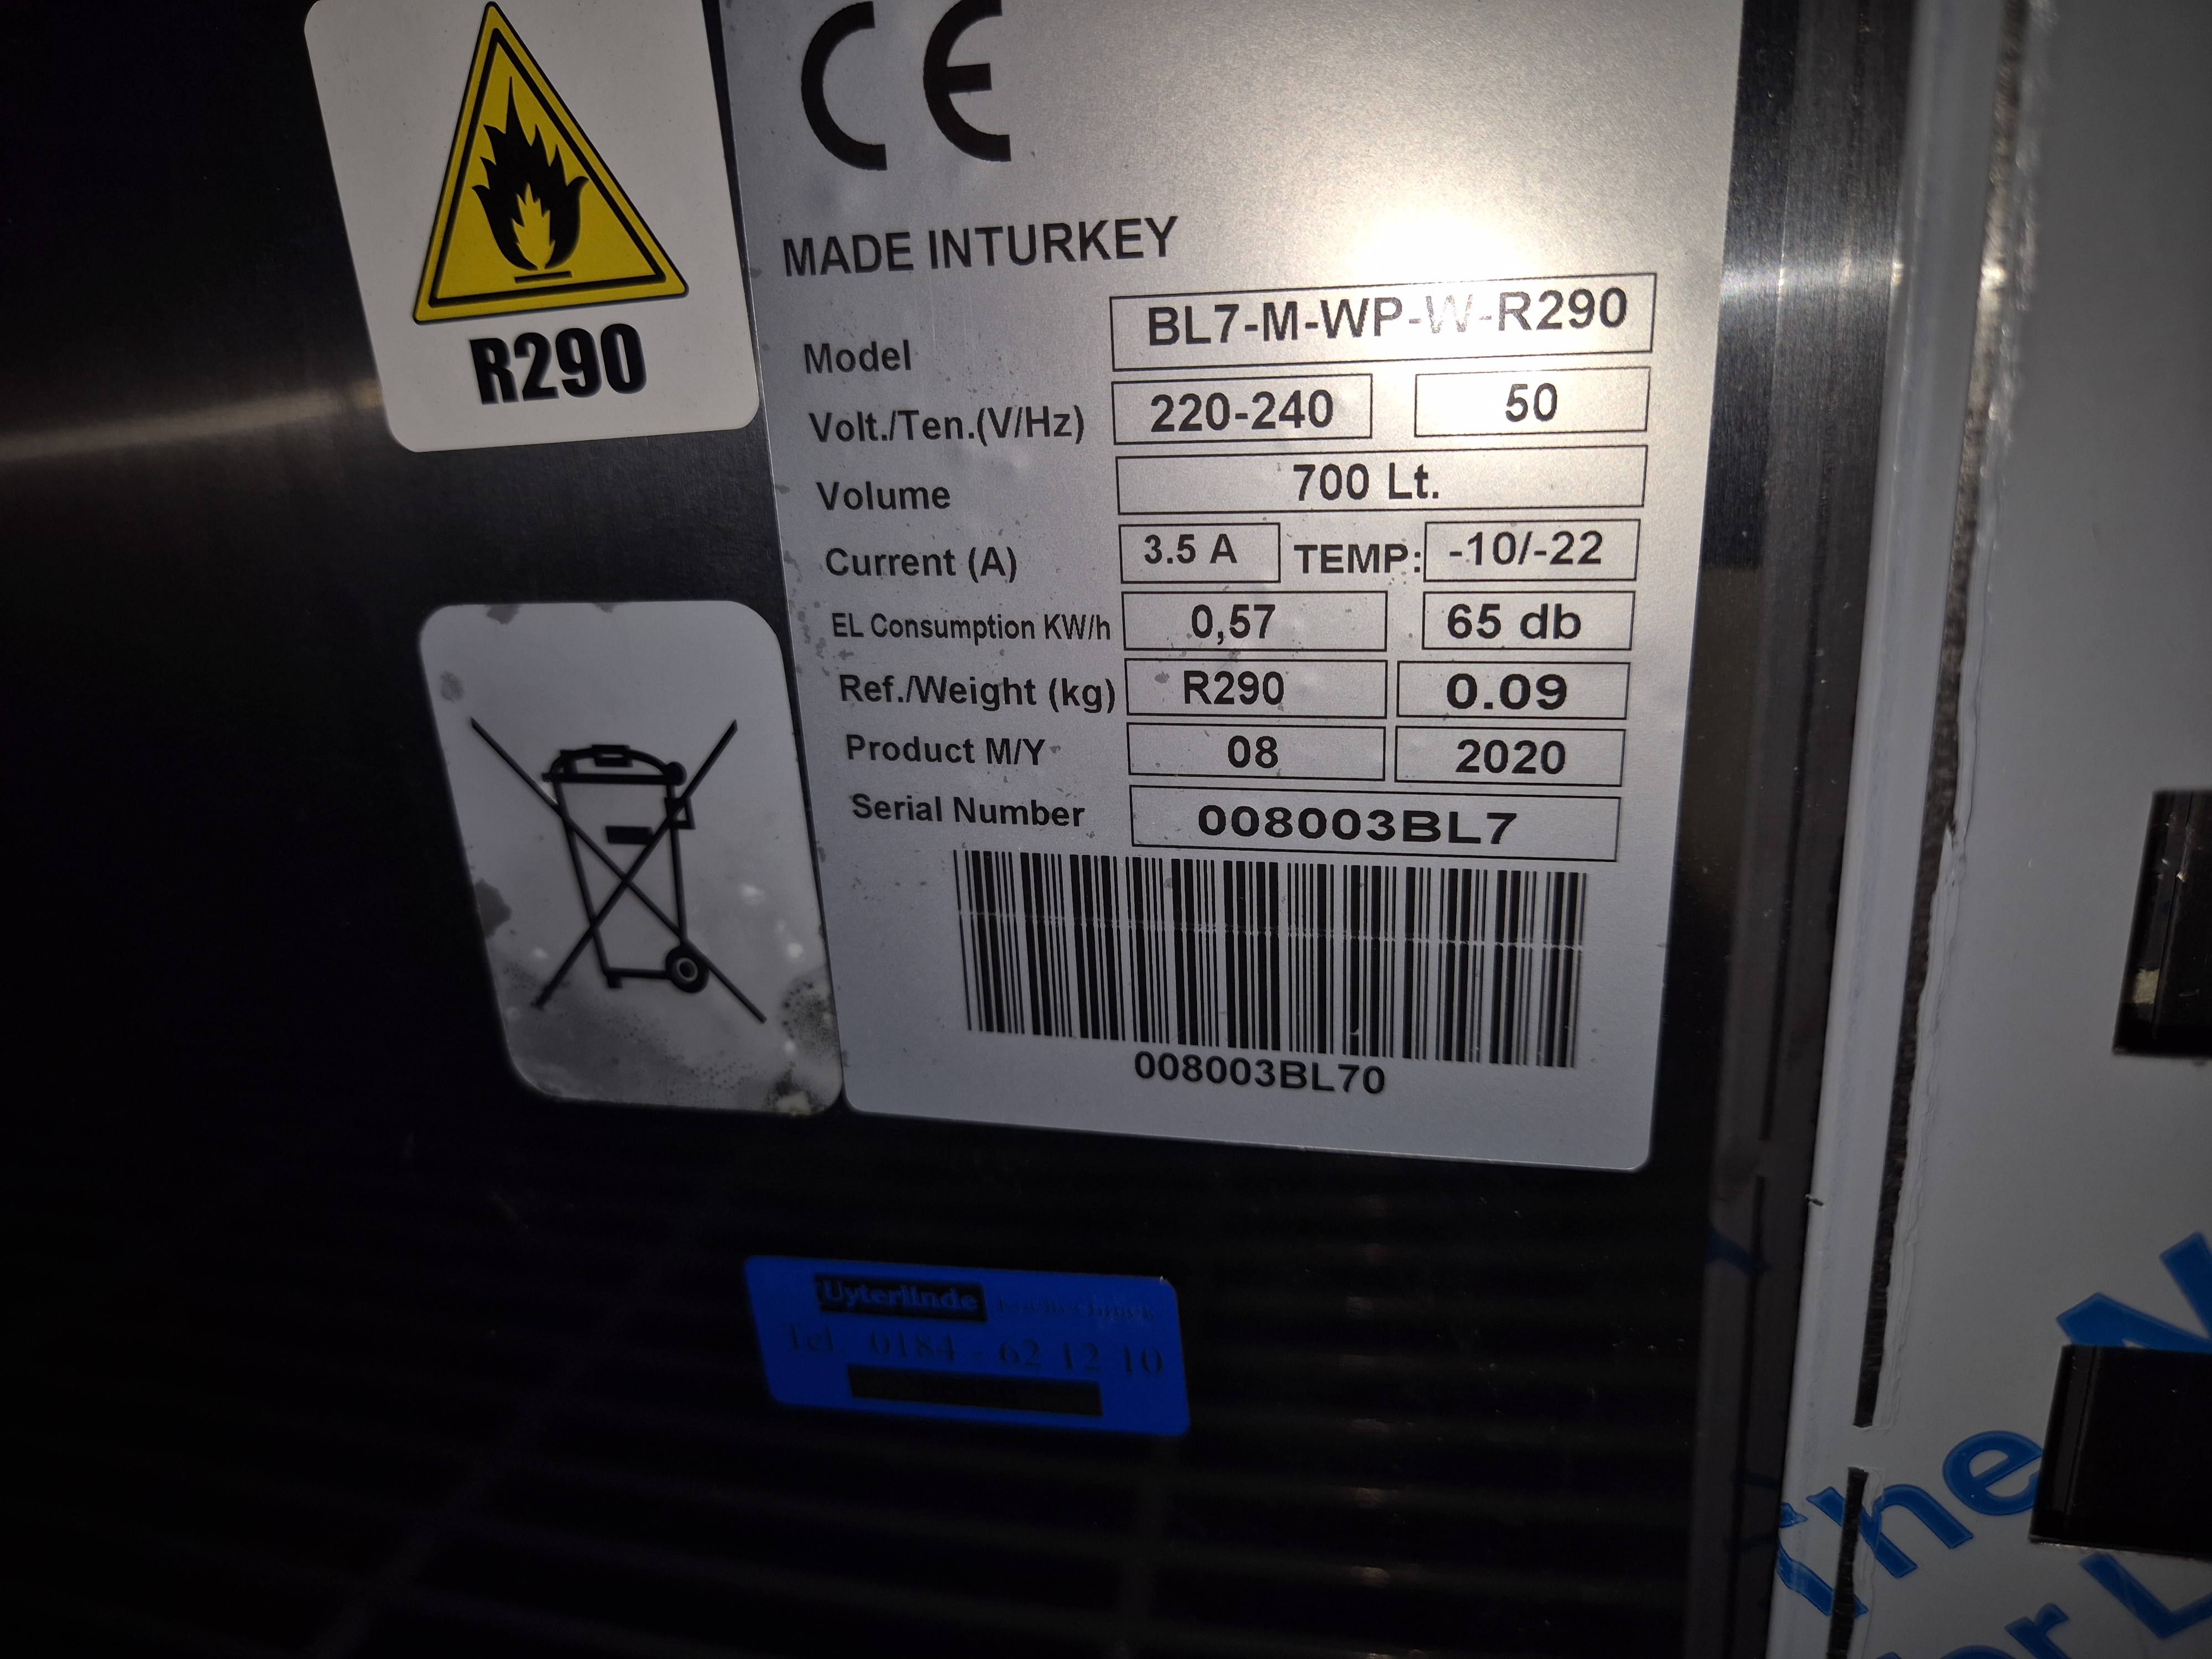 CE
R290
MADE INTURKEY
Model BL7-M-WP-W-R290
Volt./Ten.(V/Hz) 220-240 50
Volume 700 Lt.
Current (A) 3.5 A TEMP: -10/-22
EL Consumption KW/h 0,57 65 db
Ref./Weight (kg) R290 0.09
Product M/Y 08 2020
Serial Number 008003BL7
008003BL70
Uyterlinde
Tel. 0184 - 62 12 10